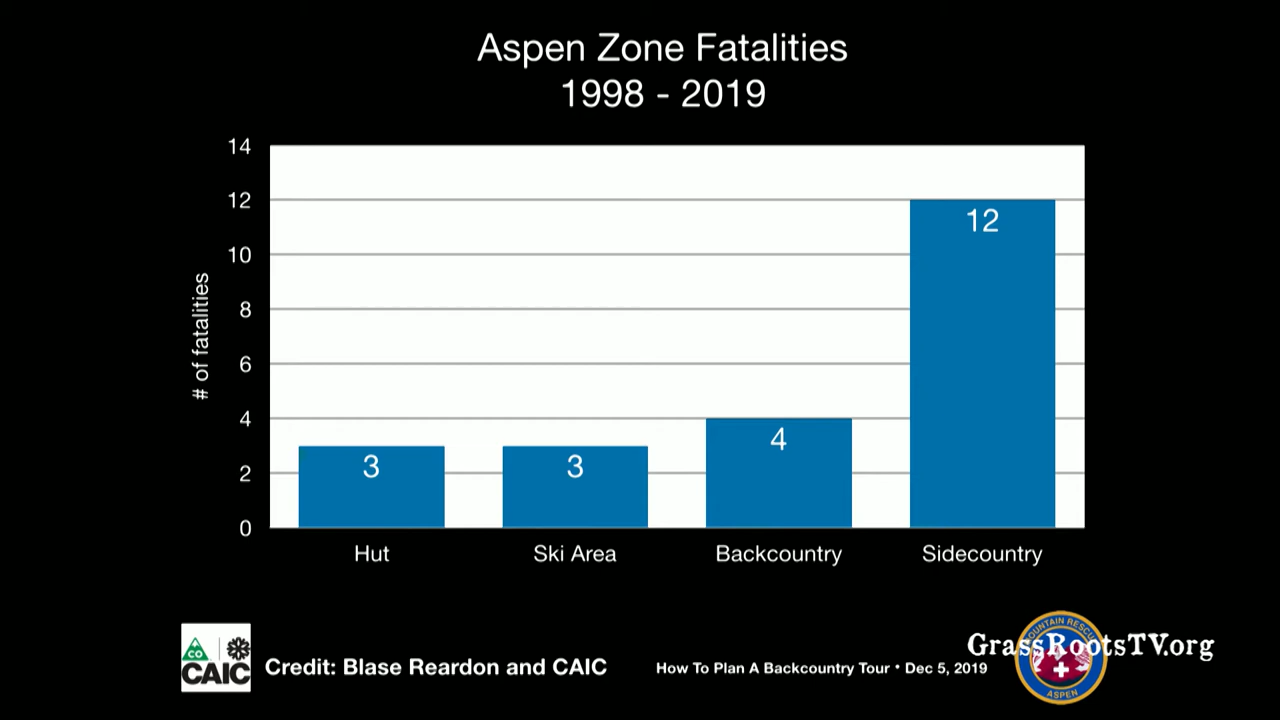 Aspen Zone Fatalities
1998 - 2019
14
12
10
8
6
4
2
0
# of fatalities
12
4
3
3
Hut
Ski Area
Backcountry
Sidecountry
CO
CAIC
Credit: Blase Reardon and CAIC
How To Plan A Backcountry Tour • Dec 5, 2019
GrassRootsTV.org
MOUNTAIN RESCUE
ASPEN